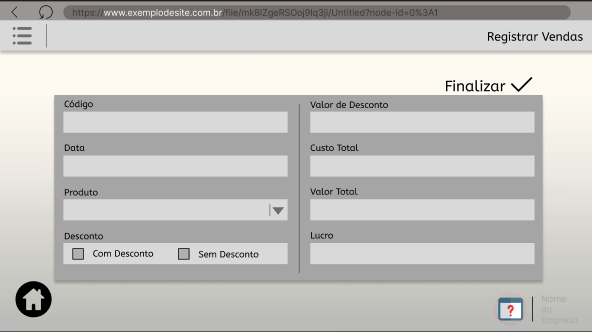 https://www.exemplodesite.com.br/file/mk8IZgeRSOoj9Iq3ji/Untitled?node-id=0%3A1
Registrar Vendas
Finalizar
Código
Valor de Desconto
Data
Custo Total
Produto
Valor Total
Desconto
Lucro
Com Desconto
Sem Desconto
?
Nome
da
Empresa